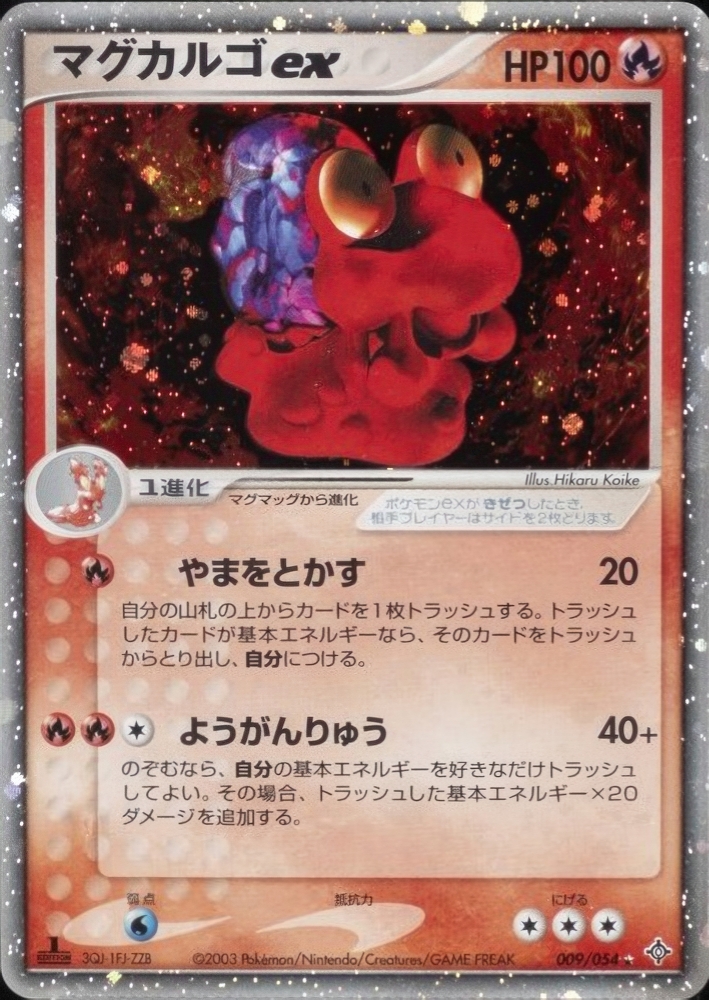 マグカルゴex HP100
Illus.Hikaru Koike
1進化
マグマッグから進化
ポケモンexが きぜつしたとき、
相手プレイヤーはサイドを2枚とります。
やまをとかす 20
自分の山札の上からカードを1枚トラッシュする。トラッシュ
したカードが基本エネルギーなら、そのカードをトラッシュ
からとり出し、自分につける。
ようがんりゅう 40+
のぞむなら、自分の基本エネルギーを好きなだけトラッシュ
してよい。その場合、トラッシュした基本エネルギー×20
ダメージを追加する。
弱点 抵抗力 にげる
1 EDITION 3QJ-1FJ-ZZB ©2003 Pokémon/Nintendo/Creatures/GAME FREAK 009/054 ★